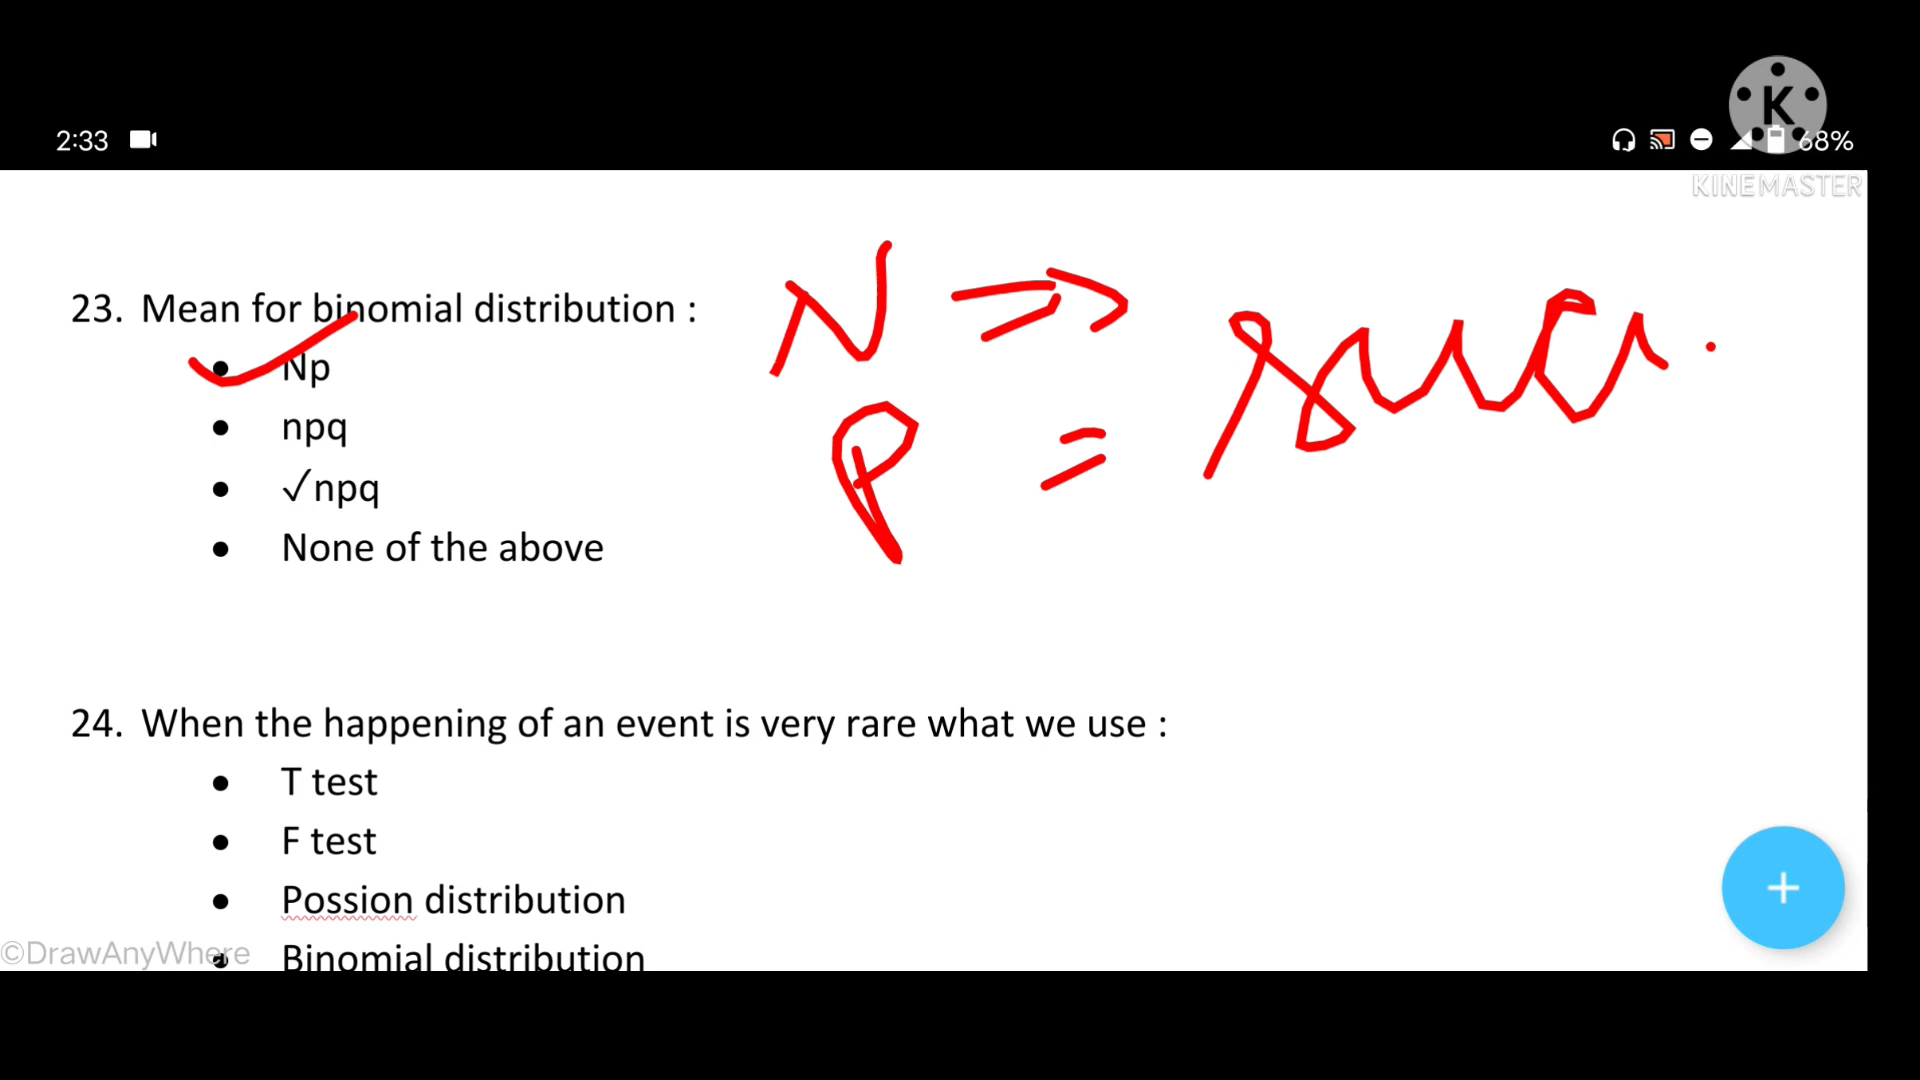 2:33
68%
K
KINEMASTER
23. Mean for binomial distribution :
N ⇒
• Np
P =
• npq
• √npq
• None of the above
24. When the happening of an event is very rare what we use :
• T test
• F test
• Possion distribution
• Binomial distribution
+
©DrawAnyWhere